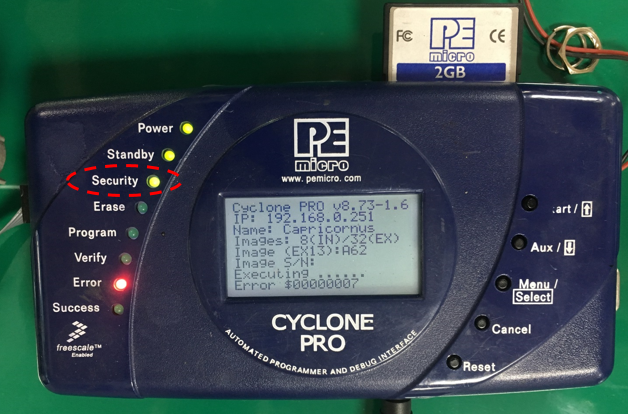 FC PE CE
micro
2GB
Power
Standby
Security
Erase
Program
Verify
Error
Success
freescale™
Enabled
PE
micro
www.pemicro.com
Cyclone PRO v8.73-1.6
IP: 192.168.0.251
Name: Capricornus
Images: 8(IN)/32(EX)
Image (EX13):A62
Image S/N:
Executing ......
Error $00000007
CYCLONE
PRO
AUTOMATED PROGRAMMER AND DEBUG INTERFACE
art / ⇧
Aux / ⇩
Menu /
Select
Cancel
Reset